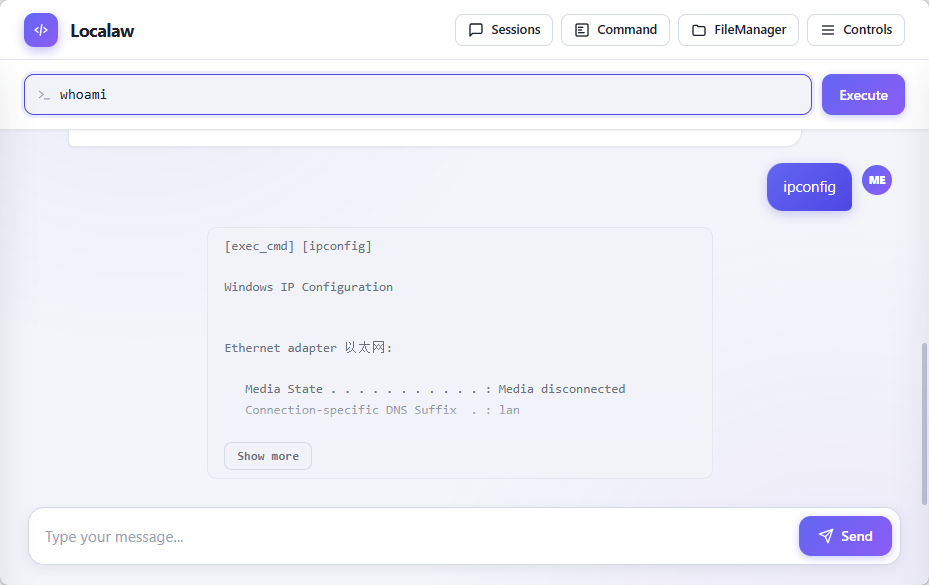 </> Localaw
Sessions
Command
FileManager
Controls
>_ whoami
Execute
ipconfig
ME
[exec_cmd] [ipconfig]
Windows IP Configuration
Ethernet adapter 以太网:
Media State . . . . . . . . . . . : Media disconnected
Connection-specific DNS Suffix  . : lan
Show more
Type your message...
Send